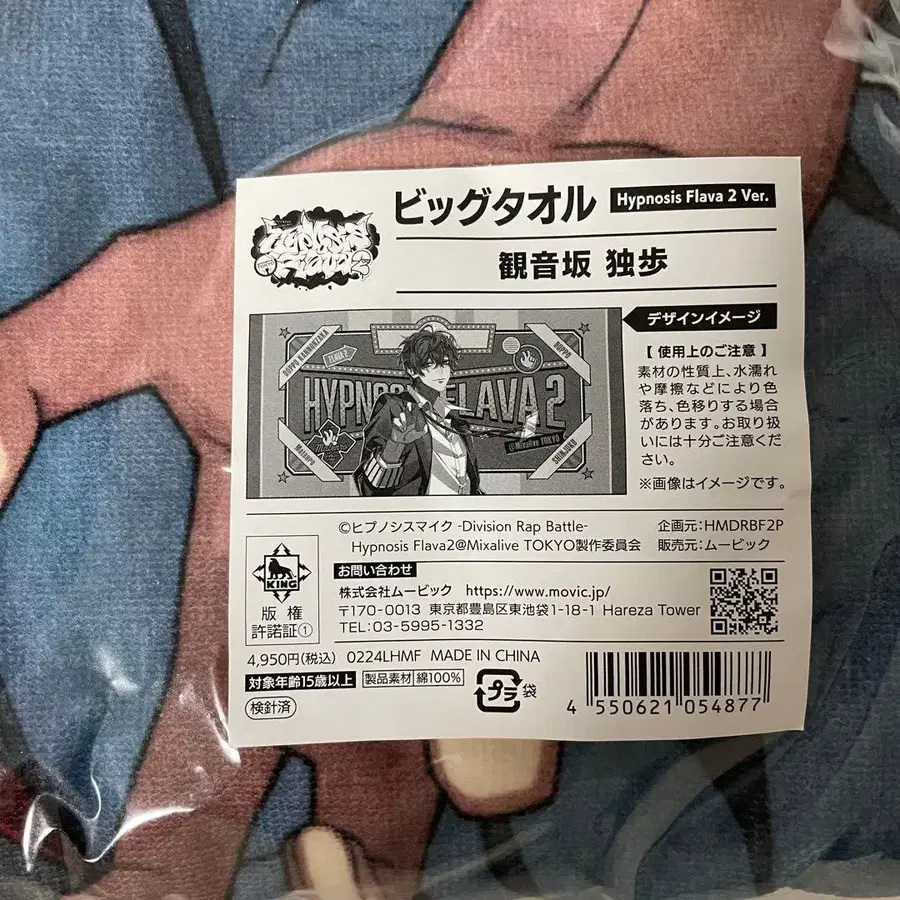 ビッグタオル
Hypnosis Flava 2 Ver.
観音坂 独歩
デザインイメージ
DOPPO KANNONZAKA
FLAVA 2
DOPPO
HYPNOSIS FLAVA 2
@Mixalive TOKYO
MATENRO
SHINJUKU
【 使用上のご注意 】
素材の性質上、水濡れ
や摩擦などにより色
落ち、色移りする場合
があります。お取り扱
いには十分ご注意くだ
さい。
※画像はイメージです。
©ヒプノシスマイク -Division Rap Battle-
Hypnosis Flava2@Mixalive TOKYO製作委員会
企画元:HMDRBF2P
販売元:ムービック
KING
版 権
許諾証①
お問い合わせ
株式会社ムービック https://www.movic.jp/
〒170-0013 東京都豊島区東池袋1-18-1 Hareza Tower
TEL:03-5995-1332
4,950円(税込) 0224LHMF MADE IN CHINA
対象年齢15歳以上 製品素材 綿100%
検針済
プラ 袋
4 550621 054877